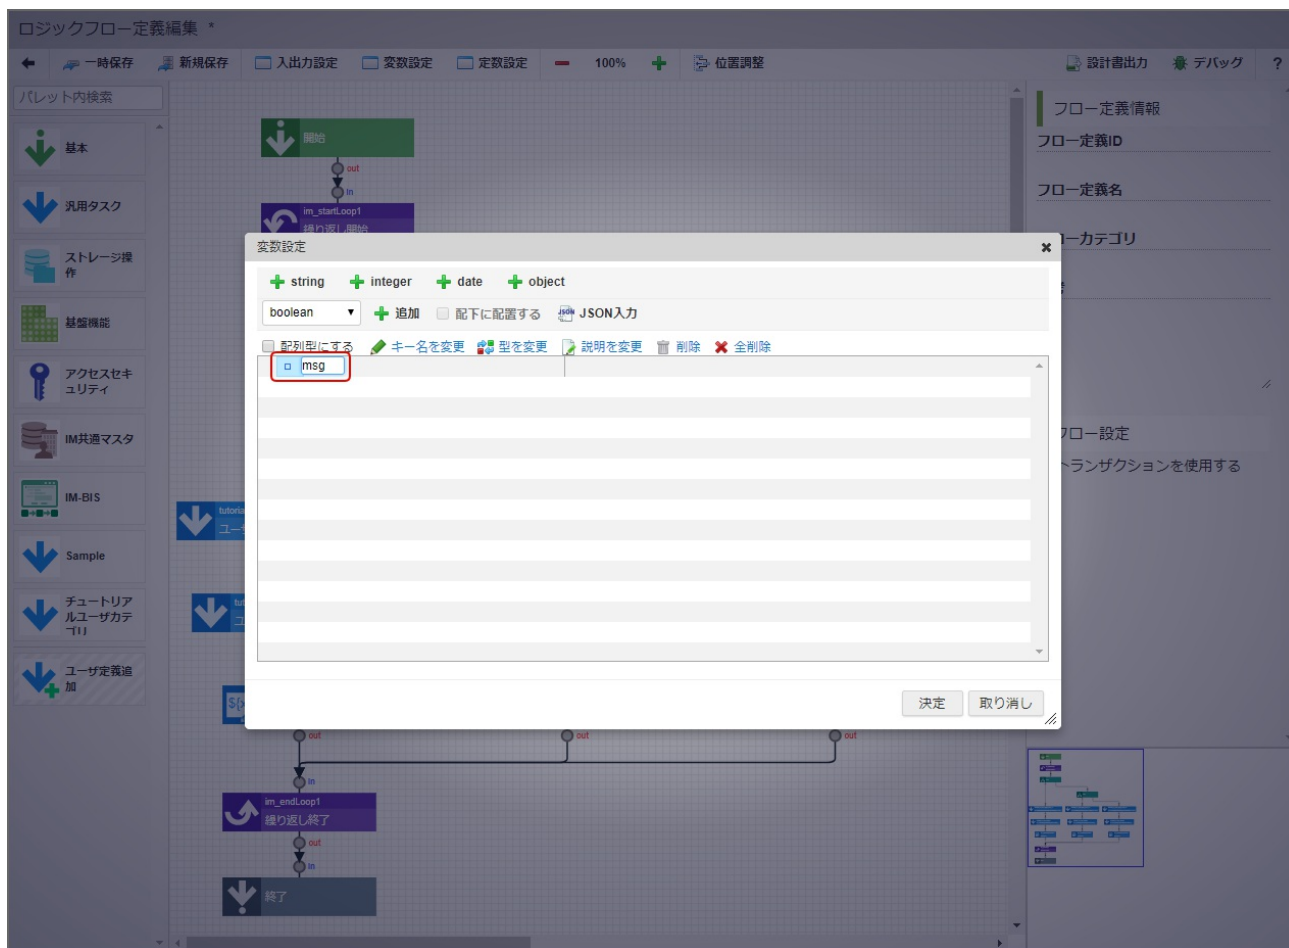 ロジックフロー定義編集 *
一時保存 新規保存 入出力設定 変数設定 定数設定 100% 位置調整 設計書出力 デバッグ ?
パレット内検索
基本
汎用タスク
ストレージ操
作
基盤機能
アクセスセキ
ュリティ
IM共通マスタ
IM-BIS
Sample
チュートリア
ルユーザカテ
ゴリ
ユーザ定義追
加
開始
out
in
im_startLoop1
繰り返し開始
変数設定
string integer date object
boolean 追加 配下に配置する JSON入力
配列型にする キー名を変更 型を変更 説明を変更 削除 全削除
msg
決定 取り消し
out out out
in
im_endLoop1
繰り返し終了
out
in
終了
フロー定義情報
フロー定義ID
フロー定義名
ーカテゴリ
フロー設定
トランザクションを使用する